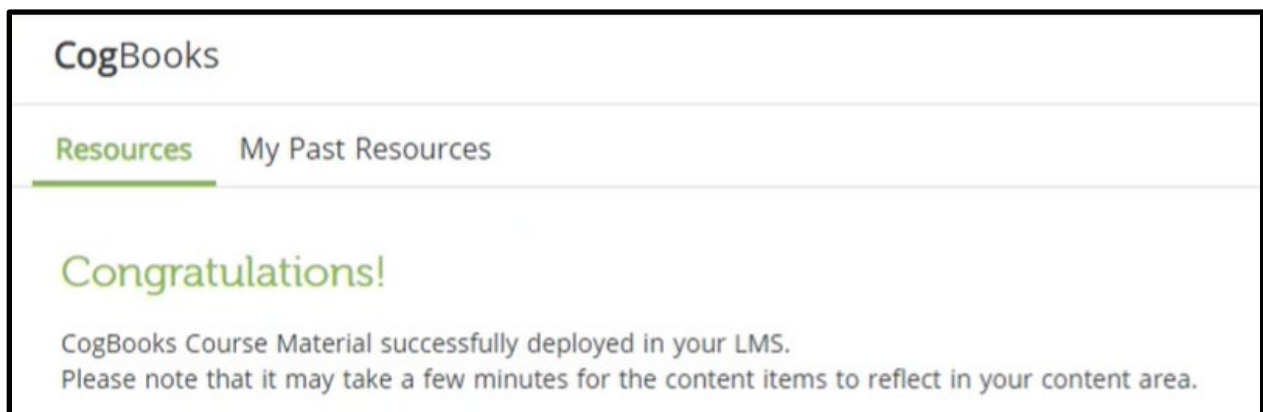 CogBooks
Resources My Past Resources
Congratulations!
CogBooks Course Material successfully deployed in your LMS.
Please note that it may take a few minutes for the content items to reflect in your content area.